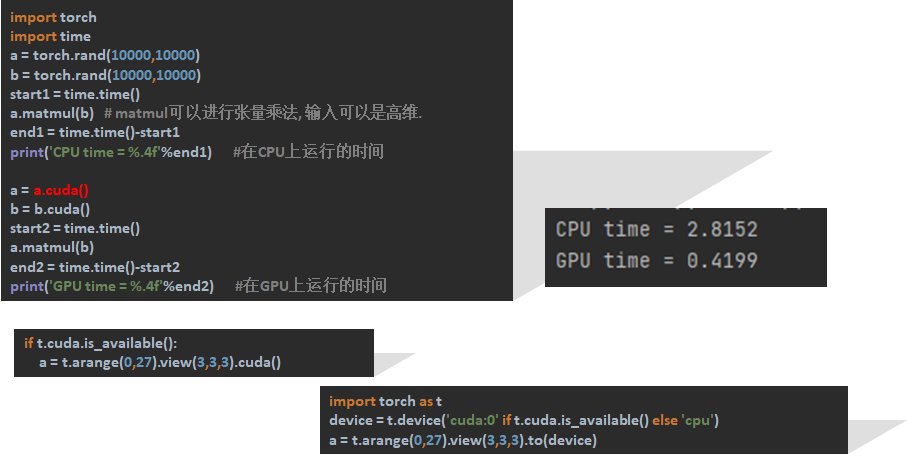 import torch
import time
a = torch.rand(10000,10000)
b = torch.rand(10000,10000)
start1 = time.time()
a.matmul(b)  # matmul可以进行张量乘法, 输入可以是高维.
end1 = time.time()-start1
print('CPU time = %.4f'%end1)    #在CPU上运行的时间
a = a.cuda()
b = b.cuda()
start2 = time.time()
a.matmul(b)
end2 = time.time()-start2
print('GPU time = %.4f'%end2)    #在GPU上运行的时间
CPU time = 2.8152
GPU time = 0.4199
if t.cuda.is_available():
    a = t.arange(0,27).view(3,3,3).cuda()
import torch as t
device = t.device('cuda:0' if t.cuda.is_available() else 'cpu')
a = t.arange(0,27).view(3,3,3).to(device)